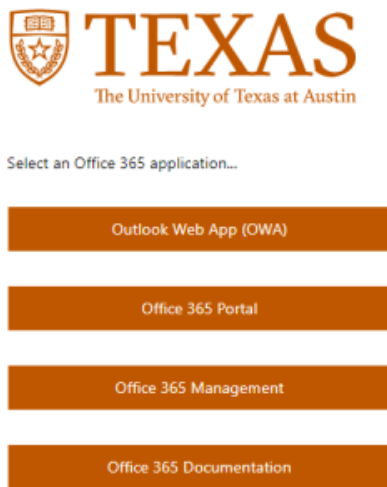 TEXAS
The University of Texas at Austin
Select an Office 365 application...
Outlook Web App (OWA)
Office 365 Portal
Office 365 Management
Office 365 Documentation